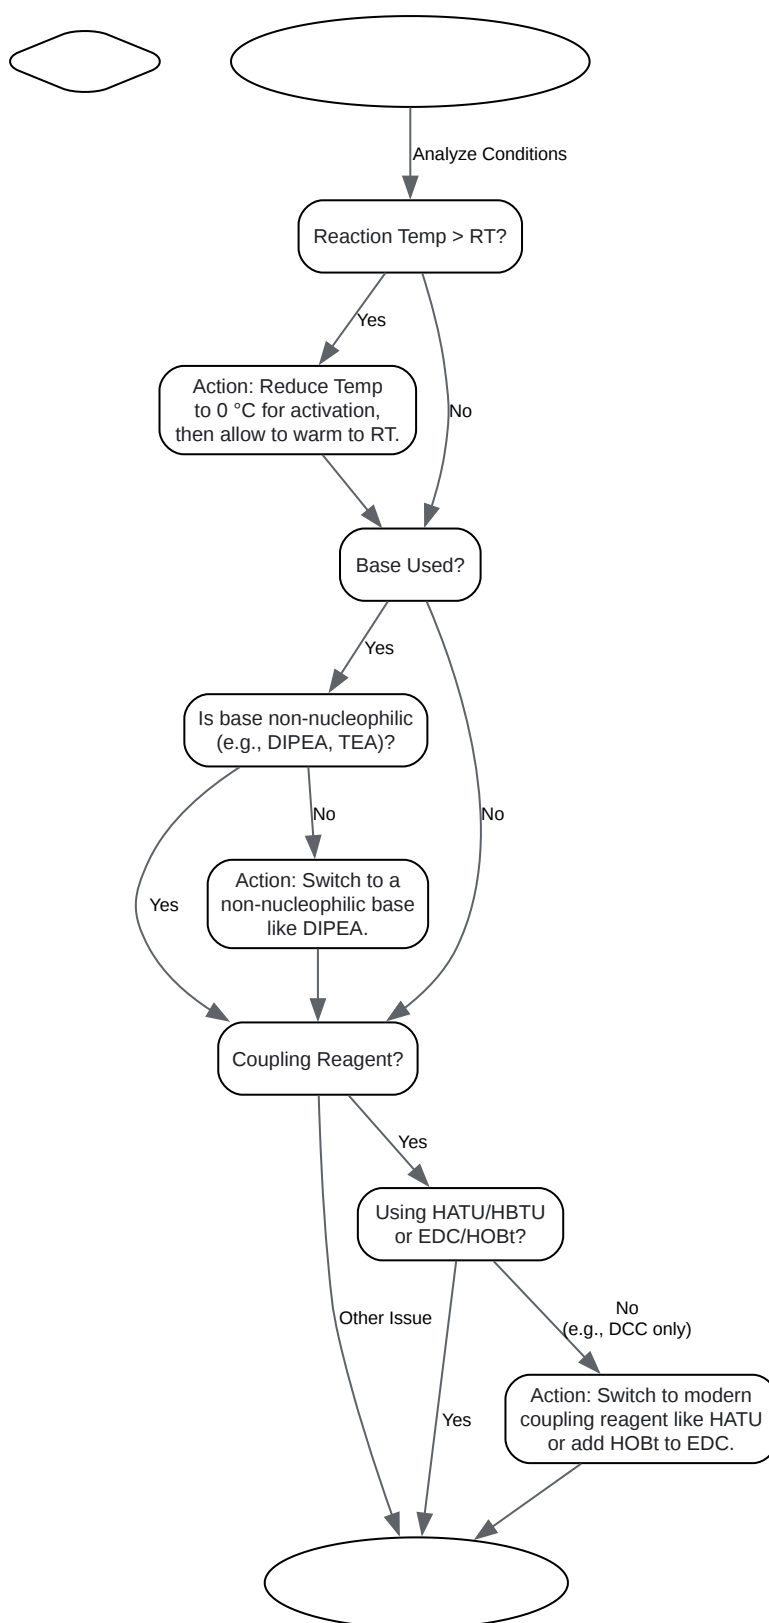 Analyze Conditions
Reaction Temp > RT?
Yes
Action: Reduce Temp
to 0 °C for activation,
then allow to warm to RT.
No
Base Used?
Yes
Is base non-nucleophilic
(e.g., DIPEA, TEA)?
No
No
Action: Switch to a
non-nucleophilic base
like DIPEA.
Yes
Coupling Reagent?
Yes
Using HATU/HBTU
or EDC/HOBt?
Other Issue
No
(e.g., DCC only)
Action: Switch to modern
coupling reagent like HATU
or add HOBt to EDC.
Yes